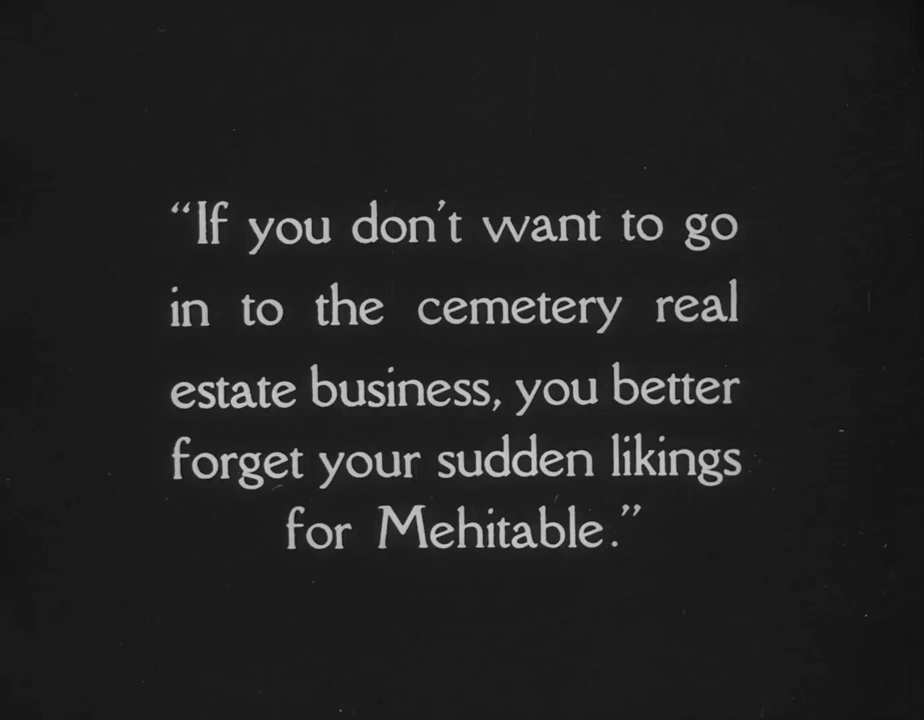 “If you don’t want to go
in to the cemetery real
estate business, you better
forget your sudden likings
for Mehitable.”